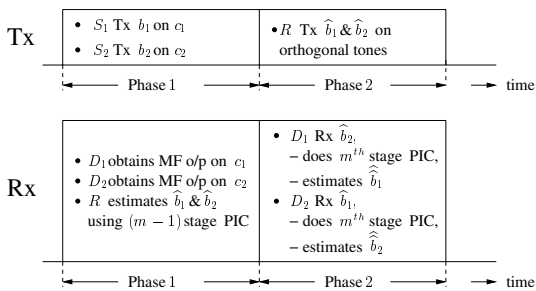 Tx
• S₁ Tx b₁ on c₁
• S₂ Tx b₂ on c₂
• R Tx b̂₁ & b̂₂ on
orthogonal tones
Phase 1
Phase 2
time
Rx
• D₁ obtains MF o/p on c₁
• D₂ obtains MF o/p on c₂
• R estimates b̂₁ & b̂₂
using (m − 1) stage PIC
• D₁ Rx b̂₂,
– does mᵗʰ stage PIC,
– estimates b̂̂₁
• D₂ Rx b̂₁,
– does mᵗʰ stage PIC,
– estimates b̂̂₂
Phase 1
Phase 2
time